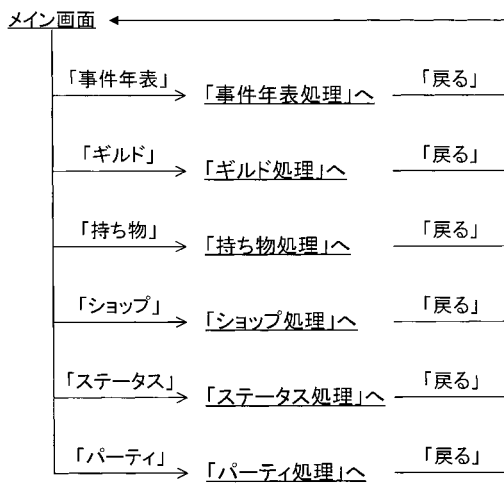 メイン画面
「事件年表」 「事件年表処理」へ 「戻る」
「ギルド」 「ギルド処理」へ 「戻る」
「持ち物」 「持ち物処理」へ 「戻る」
「ショップ」 「ショップ処理」へ 「戻る」
「ステータス」 「ステータス処理」へ 「戻る」
「パーティ」 「パーティ処理」へ 「戻る」